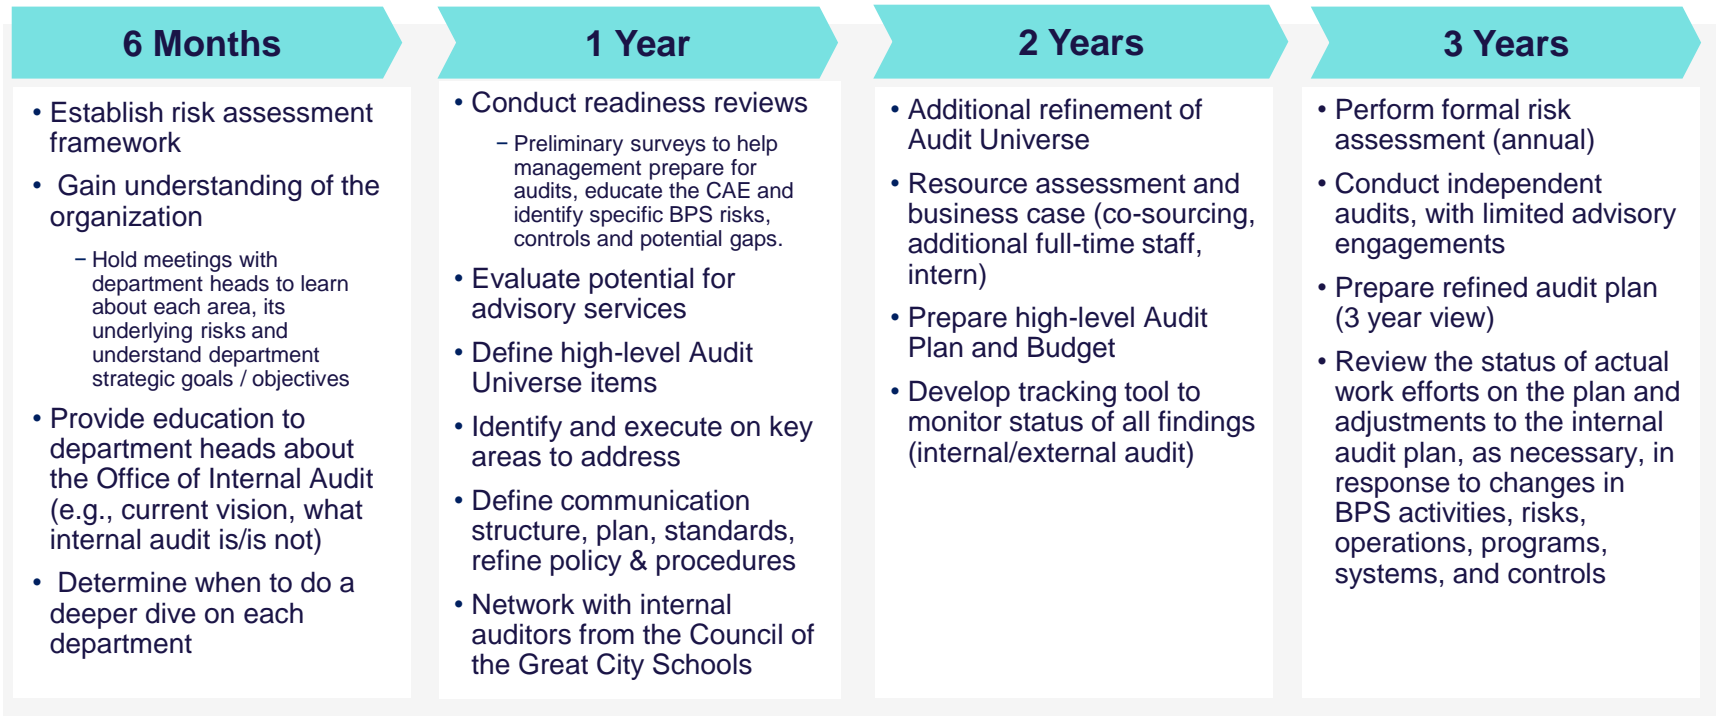 6 Months
• Establish risk assessment
framework
• Gain understanding of the
organization
– Hold meetings with
department heads to learn
about each area, its
underlying risks and
understand department
strategic goals / objectives
• Provide education to
department heads about
the Office of Internal Audit
(e.g., current vision, what
internal audit is/is not)
• Determine when to do a
deeper dive on each
department
1 Year
• Conduct readiness reviews
– Preliminary surveys to help
management prepare for
audits, educate the CAE and
identify specific BPS risks,
controls and potential gaps.
• Evaluate potential for
advisory services
• Define high-level Audit
Universe items
• Identify and execute on key
areas to address
• Define communication
structure, plan, standards,
refine policy & procedures
• Network with internal
auditors from the Council of
the Great City Schools
2 Years
• Additional refinement of
Audit Universe
• Resource assessment and
business case (co-sourcing,
additional full-time staff,
intern)
• Prepare high-level Audit
Plan and Budget
• Develop tracking tool to
monitor status of all findings
(internal/external audit)
3 Years
• Perform formal risk
assessment (annual)
• Conduct independent
audits, with limited advisory
engagements
• Prepare refined audit plan
(3 year view)
• Review the status of actual
work efforts on the plan and
adjustments to the internal
audit plan, as necessary, in
response to changes in
BPS activities, risks,
operations, programs,
systems, and controls